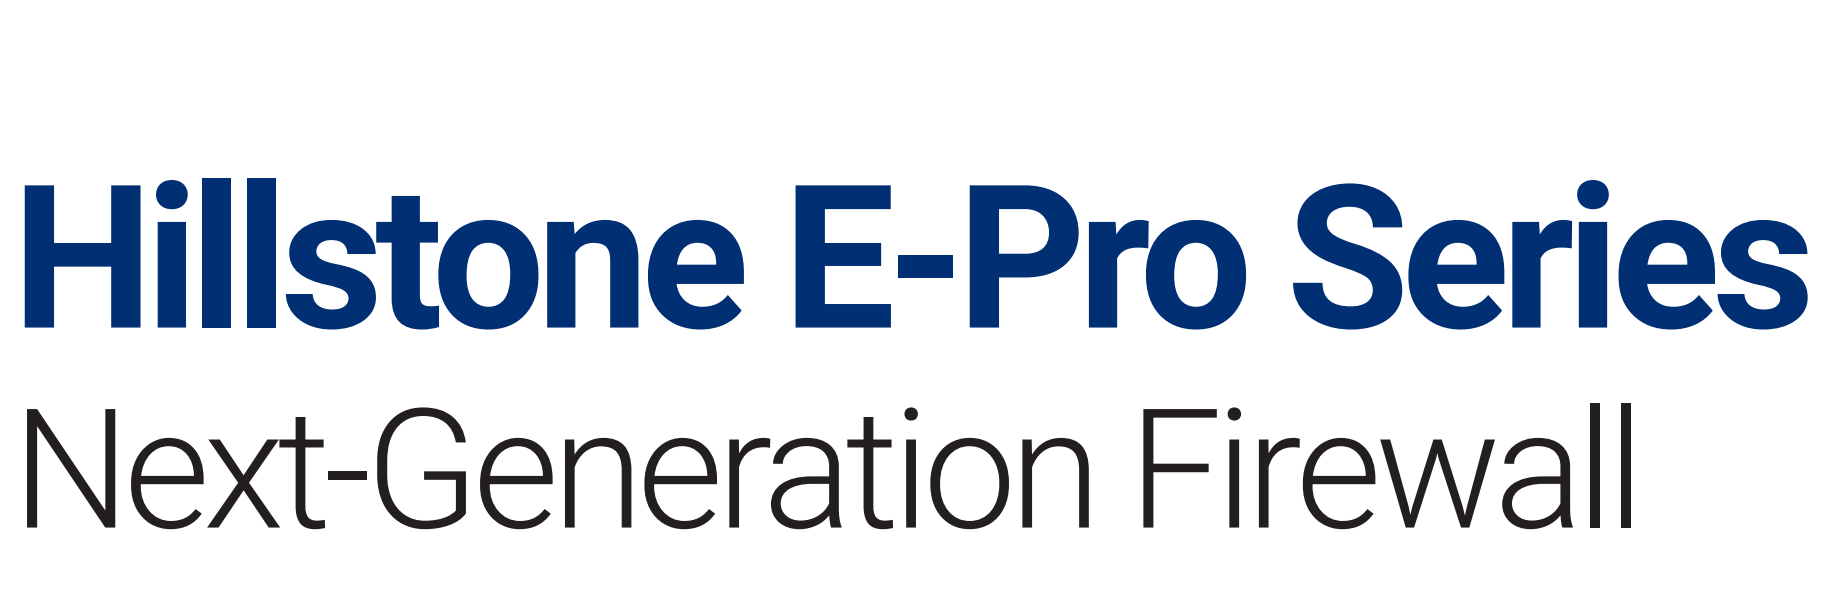 Hillstone E-Pro Series
Next-Generation Firewall